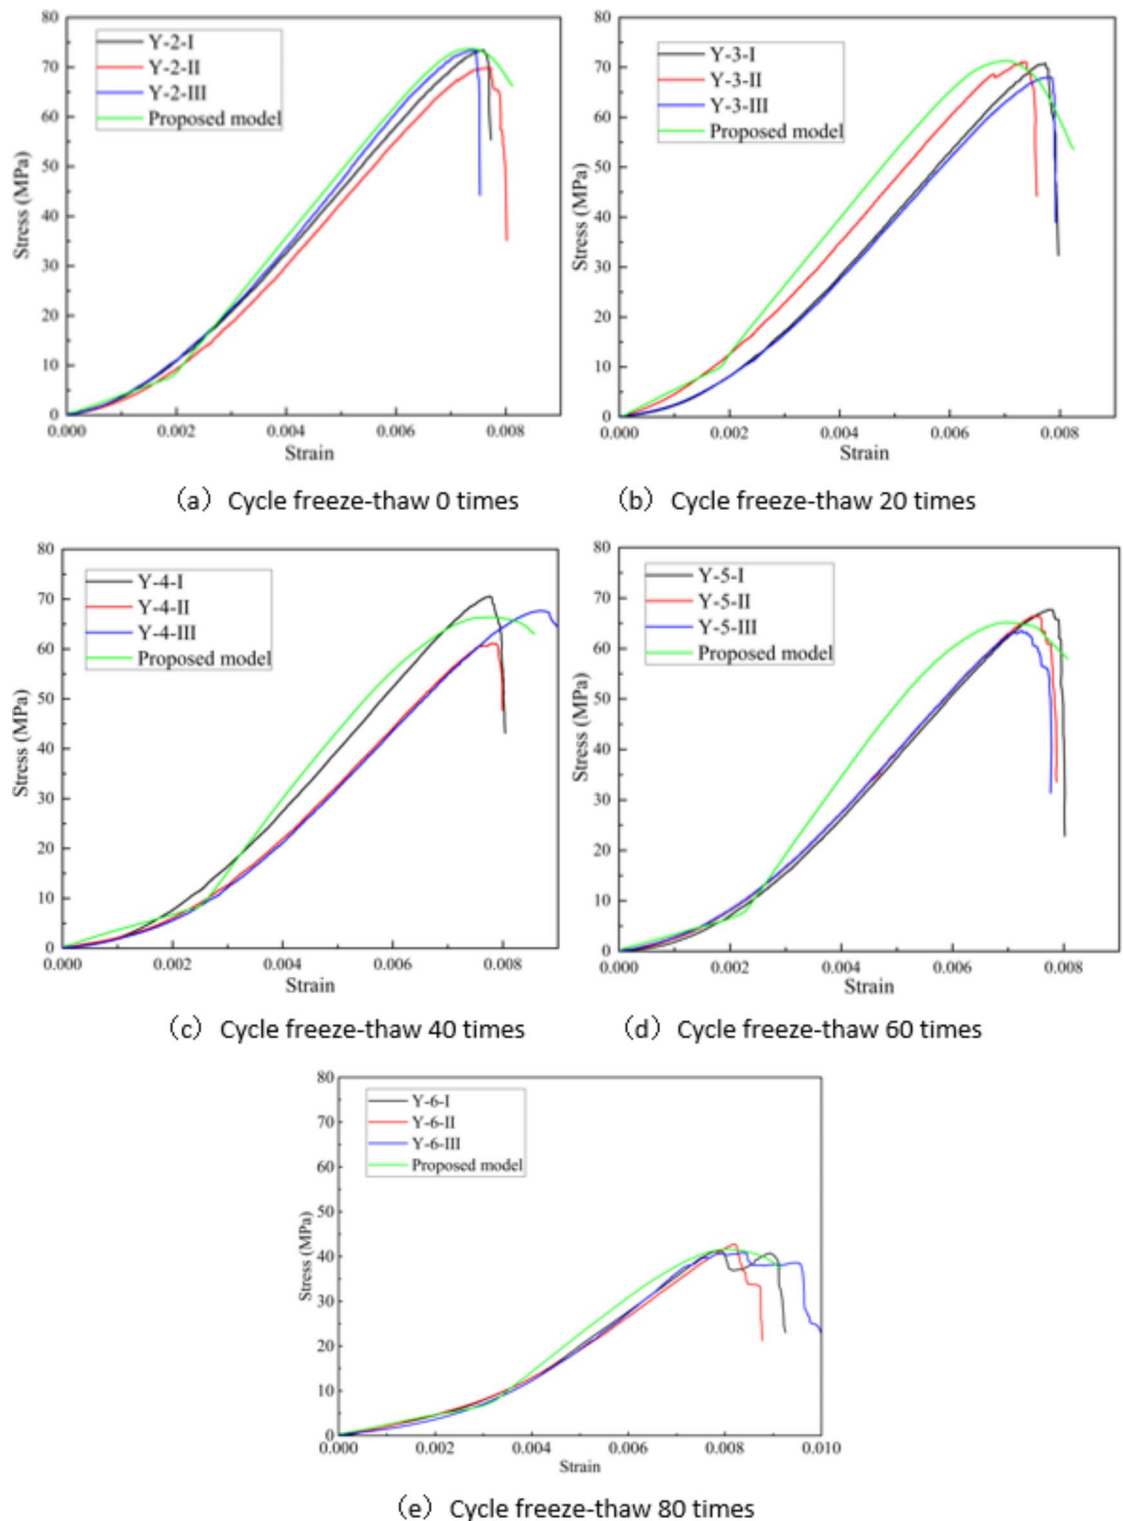 80
70
60
50
40
30
20
10
0
Stress (MPa)
Y-2-I
Y-2-II
Y-2-III
Proposed model
0.000 0.002 0.004 0.006 0.008
Strain
(a) Cycle freeze-thaw 0 times
80
70
60
50
40
30
20
10
0
Stress (MPa)
Y-3-I
Y-3-II
Y-3-III
Proposed model
0.000 0.002 0.004 0.006 0.008
Strain
(b) Cycle freeze-thaw 20 times
80
70
60
50
40
30
20
10
0
Stress (MPa)
Y-4-I
Y-4-II
Y-4-III
Proposed model
0.000 0.002 0.004 0.006 0.008
Strain
(c) Cycle freeze-thaw 40 times
80
70
60
50
40
30
20
10
0
Stress (MPa)
Y-5-I
Y-5-II
Y-5-III
Proposed model
0.000 0.002 0.004 0.006 0.008
Strain
(d) Cycle freeze-thaw 60 times
80
70
60
50
40
30
20
10
0
Stress (MPa)
Y-6-I
Y-6-II
Y-6-III
Proposed model
0.000 0.002 0.004 0.006 0.008 0.010
Strain
(e) Cycle freeze-thaw 80 times